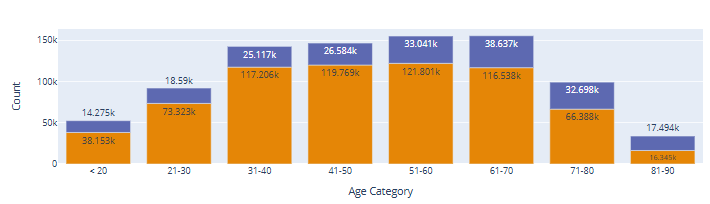 150k
100k
50k
0
Count
14.275k
38.153k
18.59k
73.323k
25.117k
117.206k
26.584k
119.769k
33.041k
121.801k
38.637k
116.538k
32.698k
66.388k
17.494k
16.345k
< 20
21-30
31-40
41-50
51-60
61-70
71-80
81-90
Age Category